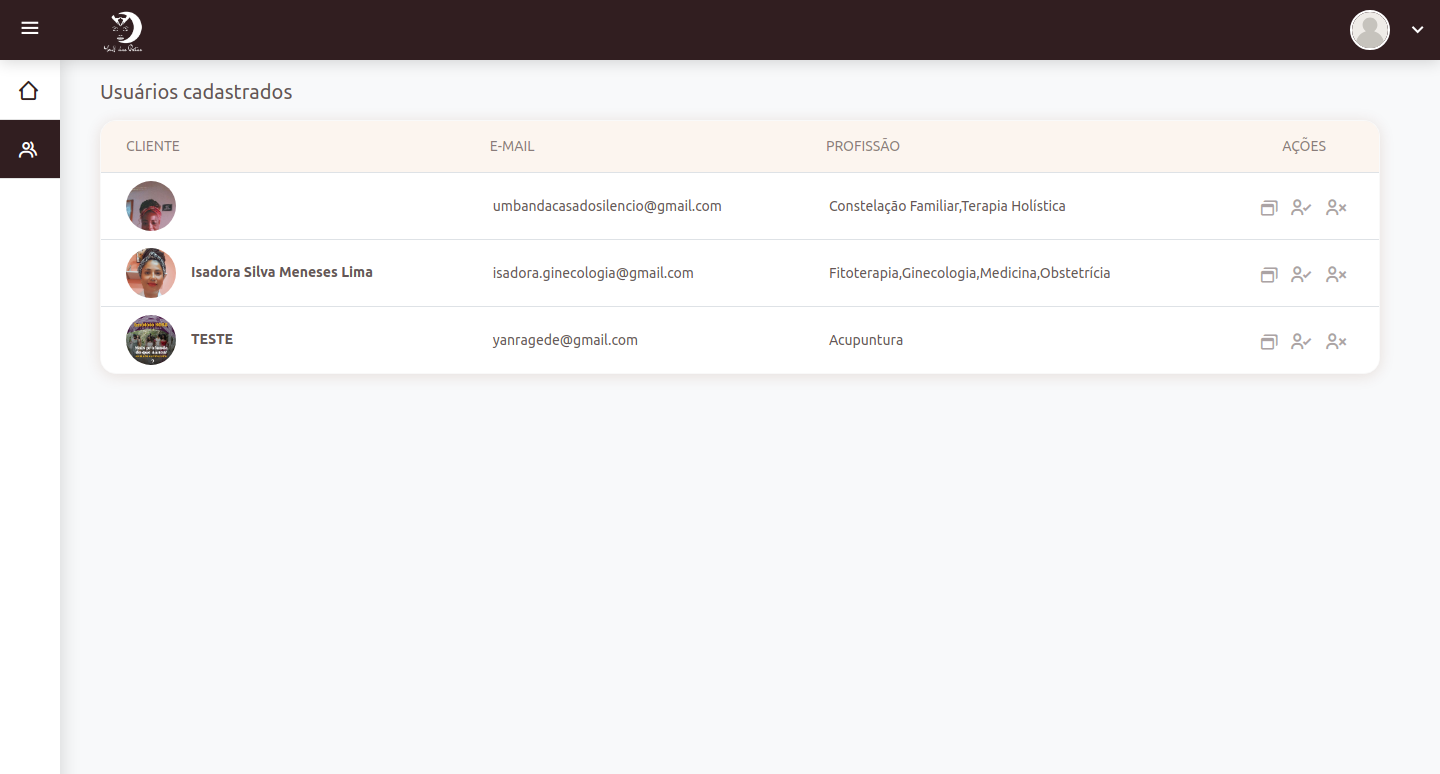 Usuários cadastrados
CLIENTE E-MAIL PROFISSÃO AÇÕES
umbandacasadosilencio@gmail.com Constelação Familiar,Terapia Holística
Isadora Silva Meneses Lima isadora.ginecologia@gmail.com Fitoterapia,Ginecologia,Medicina,Obstetrícia
TESTE yanragede@gmail.com Acupuntura